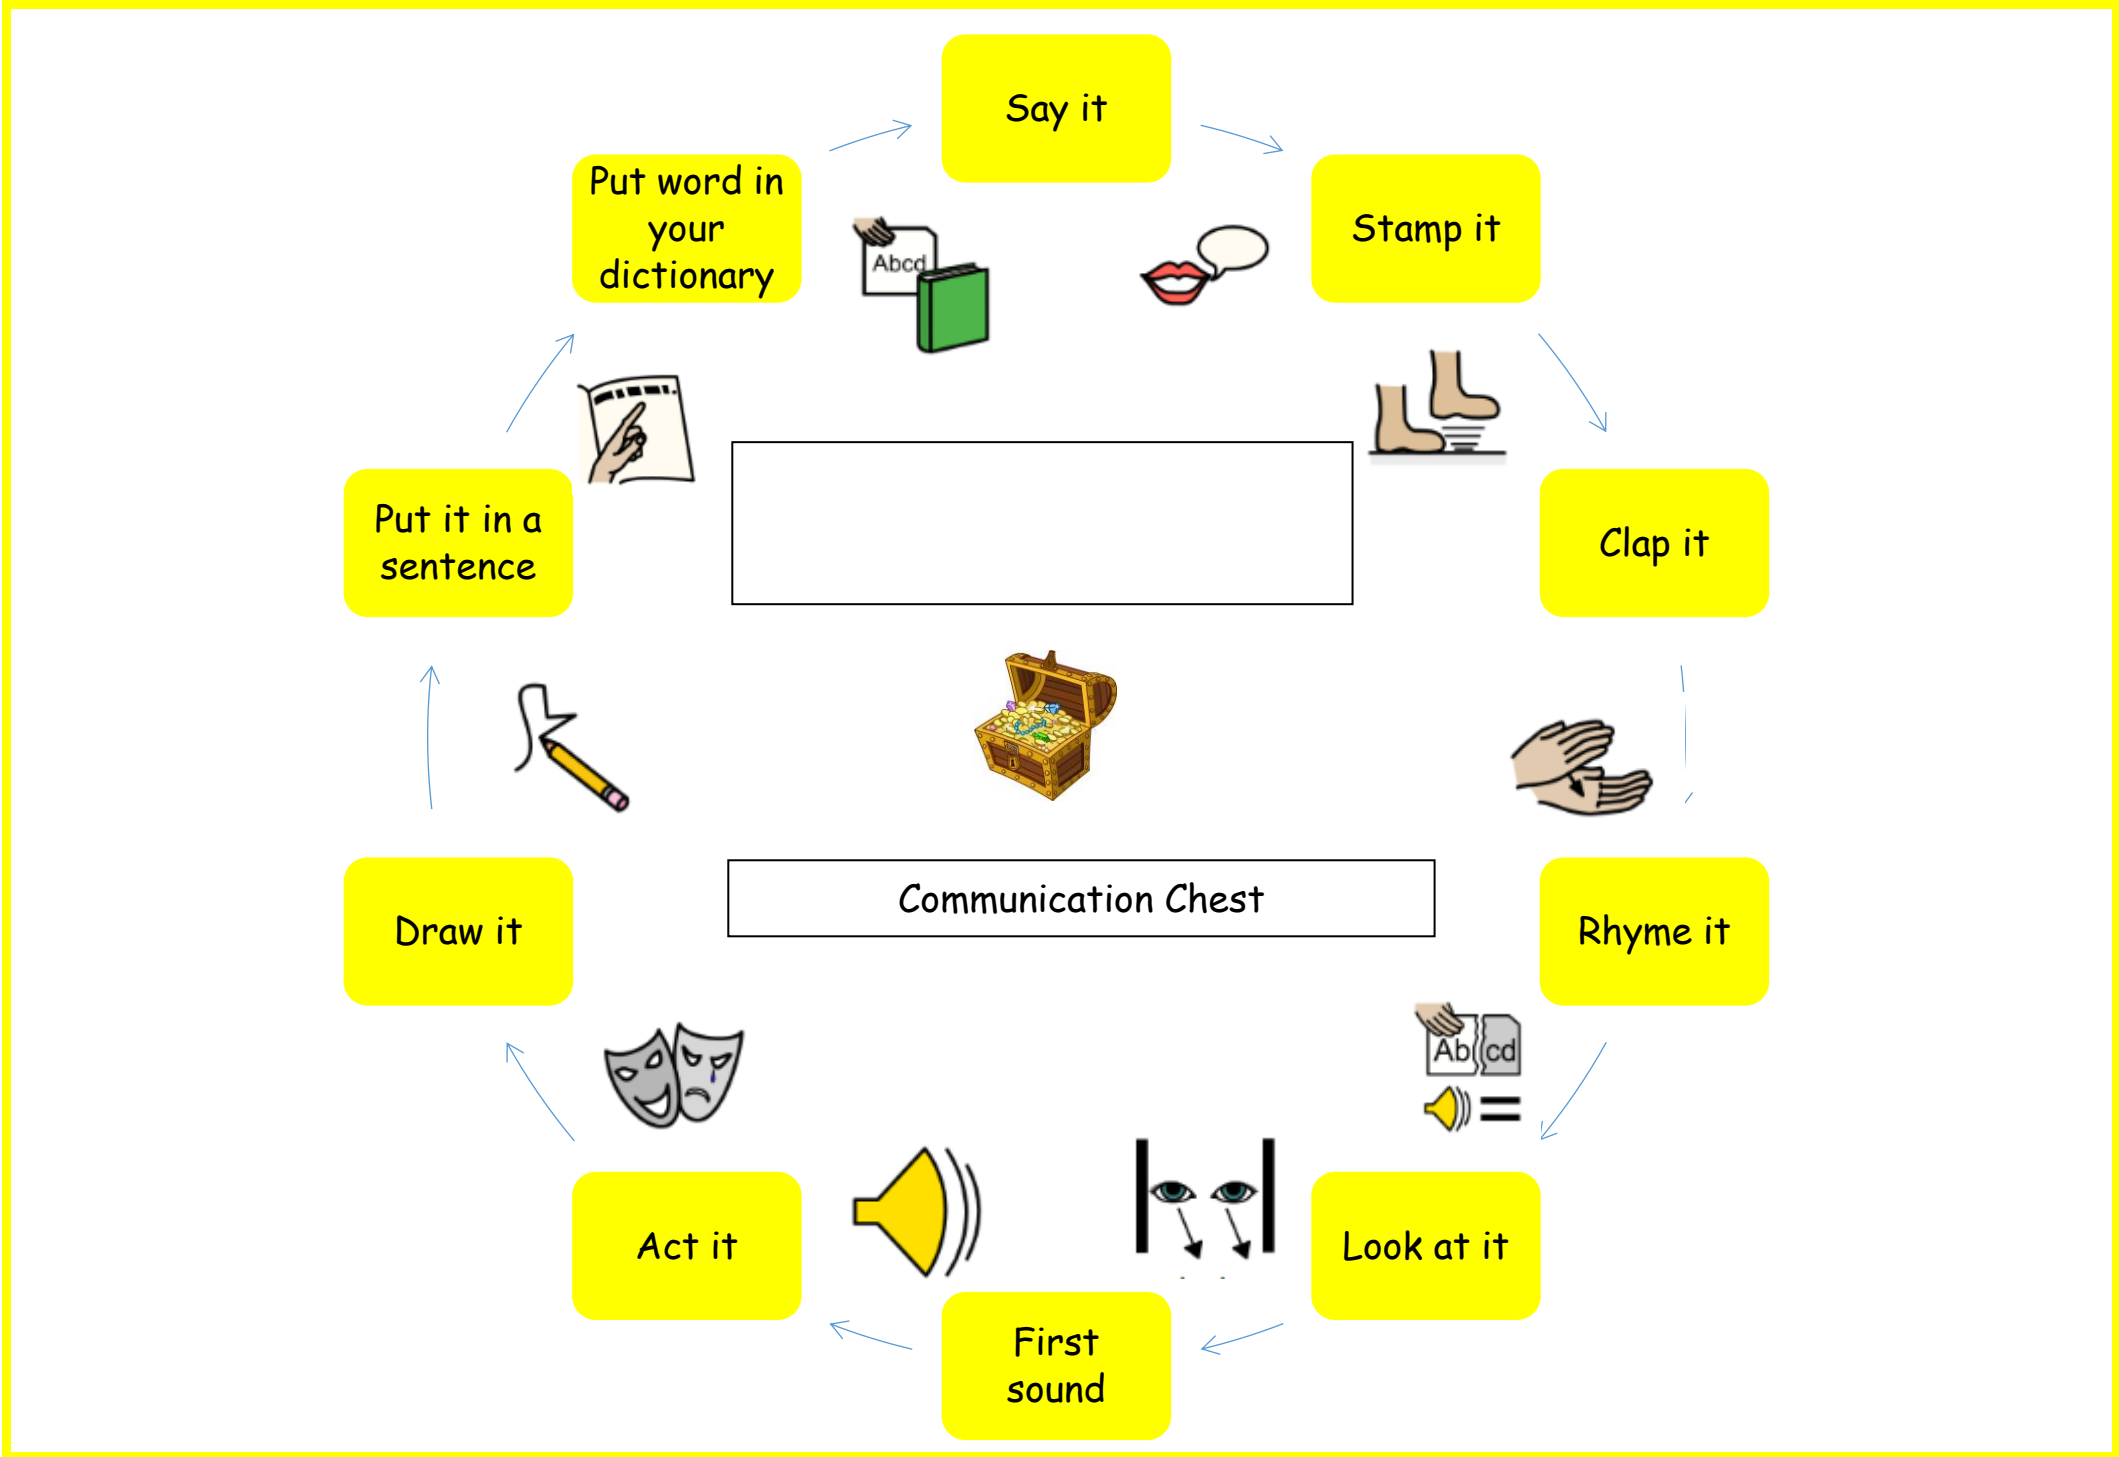 Say it
Stamp it
Clap it
Rhyme it
Look at it
First
sound
Act it
Draw it
Put it in a
sentence
Put word in
your
dictionary
Abcd
Communication Chest
Ab cd